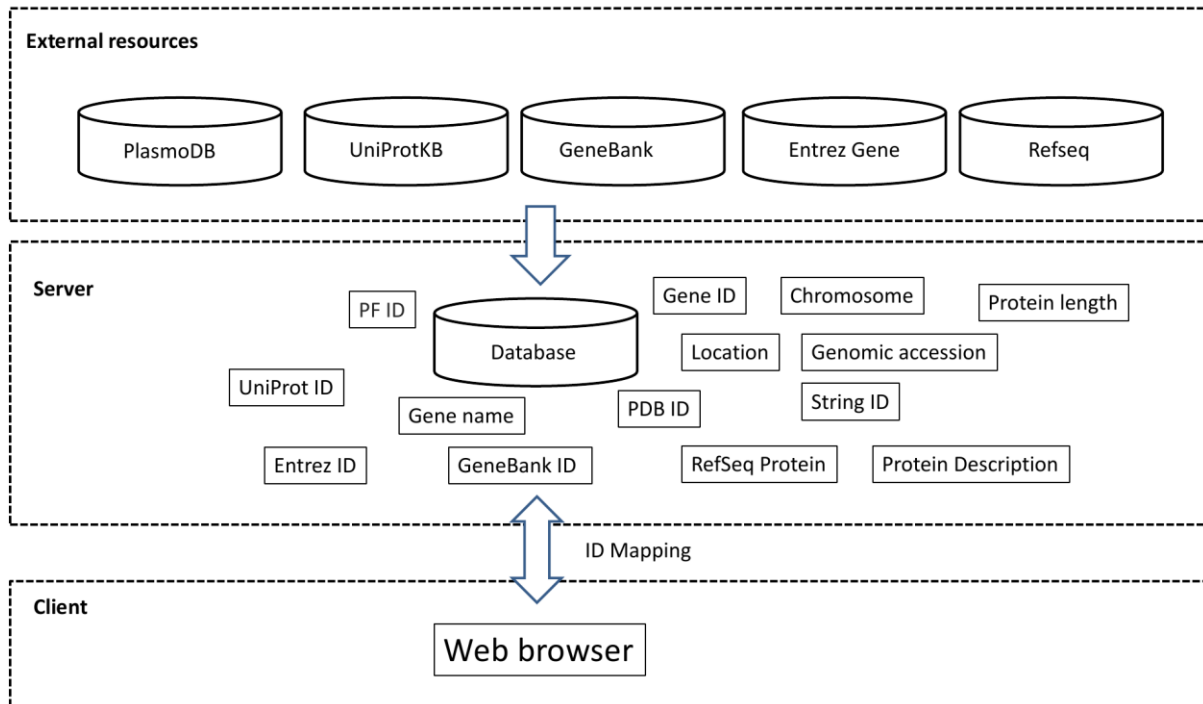 External resources
PlasmoDB
UniProtKB
GeneBank
Entrez Gene
Refseq
Server
PF ID
Database
Gene ID
Chromosome
Protein length
Location
Genomic accession
UniProt ID
Gene name
PDB ID
String ID
Entrez ID
GeneBank ID
RefSeq Protein
Protein Description
ID Mapping
Client
Web browser